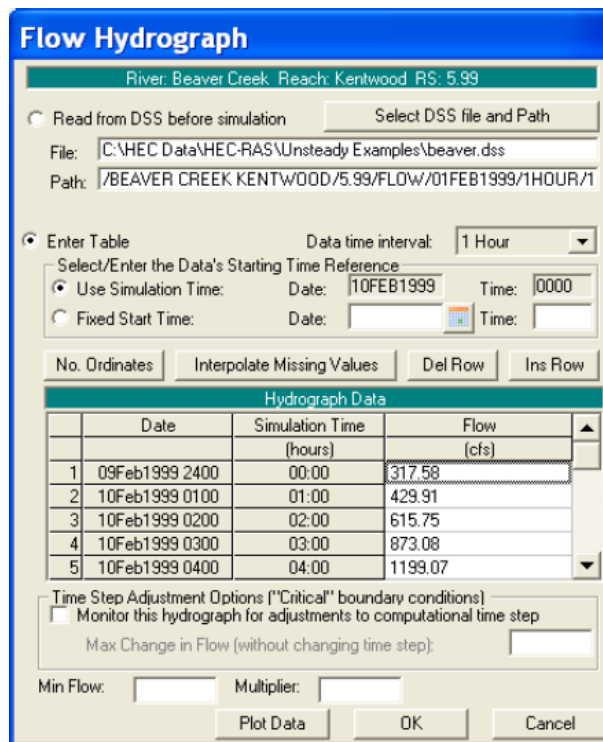 Flow Hydrograph
River: Beaver Creek Reach: Kentwood RS: 5.99
Read from DSS before simulation Select DSS file and Path
File: C:\HEC Data\HEC-RAS\Unsteady Examples\beaver.dss
Path: /BEAVER CREEK KENTWOOD/5.99/FLOW/01FEB1999/1HOUR/1
Enter Table Data time interval: 1 Hour
Select/Enter the Data's Starting Time Reference
Use Simulation Time: Date: 10FEB1999 Time: 0000
Fixed Start Time: Date: Time:
No. Ordinates Interpolate Missing Values Del Row Ins Row
Hydrograph Data
Date Simulation Time Flow
(hours) (cfs)
1 09Feb1999 2400 00:00 317.58
2 10Feb1999 0100 01:00 429.91
3 10Feb1999 0200 02:00 615.75
4 10Feb1999 0300 03:00 873.08
5 10Feb1999 0400 04:00 1199.07
Time Step Adjustment Options ("Critical" boundary conditions)
Monitor this hydrograph for adjustments to computational time step
Max Change in Flow (without changing time step):
Min Flow: Multiplier:
Plot Data OK Cancel